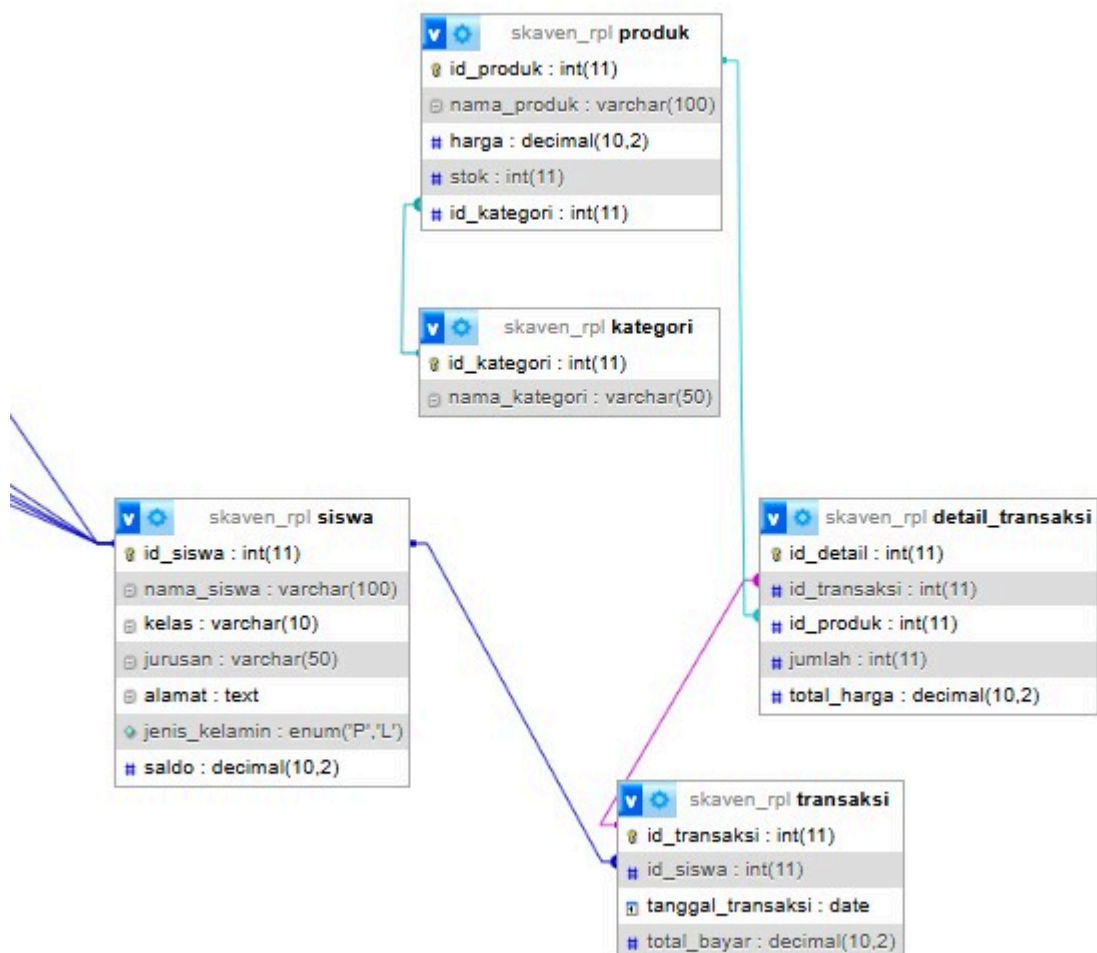 skaven_rpl produk
id_produk : int(11)
nama_produk : varchar(100)
harga : decimal(10,2)
stok : int(11)
id_kategori : int(11)
skaven_rpl kategori
id_kategori : int(11)
nama_kategori : varchar(50)
skaven_rpl siswa
id_siswa : int(11)
nama_siswa : varchar(100)
kelas : varchar(10)
jurusan : varchar(50)
alamat : text
jenis_kelamin : enum('P','L')
saldo : decimal(10,2)
skaven_rpl detail_transaksi
id_detail : int(11)
id_transaksi : int(11)
id_produk : int(11)
jumlah : int(11)
total_harga : decimal(10,2)
skaven_rpl transaksi
id_transaksi : int(11)
id_siswa : int(11)
tanggal_transaksi : date
total_bayar : decimal(10,2)